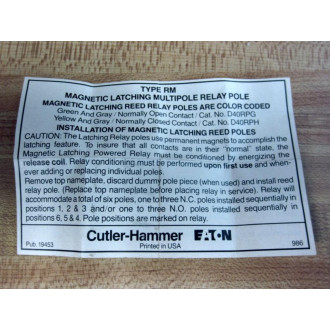 TYPE RM
MAGNETIC LATCHING MULTIPOLE RELAY POLE
MAGNETIC LATCHING REED RELAY POLES ARE COLOR CODED
Green And Gray / Normally Open Contact / Cat. No. D40RPG
Yellow And Gray / Normally Closed Contact / Cat. No. D40RPH
INSTALLATION OF MAGNETIC LATCHING REED POLES
CAUTION: The Latching Relay poles use permanent magnets to accomplish the
latching feature. To insure that all contacts are in their "normal" state, the
Magnetic Latching Powered Relay must be conditioned by energizing the
release coil. Relay conditioning must be performed upon first use and when-
ever adding or replacing individual poles.
Remove top nameplate, discard dummy pole piece (when used) and install reed
relay pole. (Replace top nameplate before placing relay in service). Relay will
accommodate a total of six poles, one to three N.C. poles installed sequentially in
positions 1, 2 & 3 and/or one to three N.O. poles installed sequentially in
positions 6, 5 & 4. Pole positions are marked on relay.
Cutler-Hammer EATON
Pub. 19453 Printed in USA 986